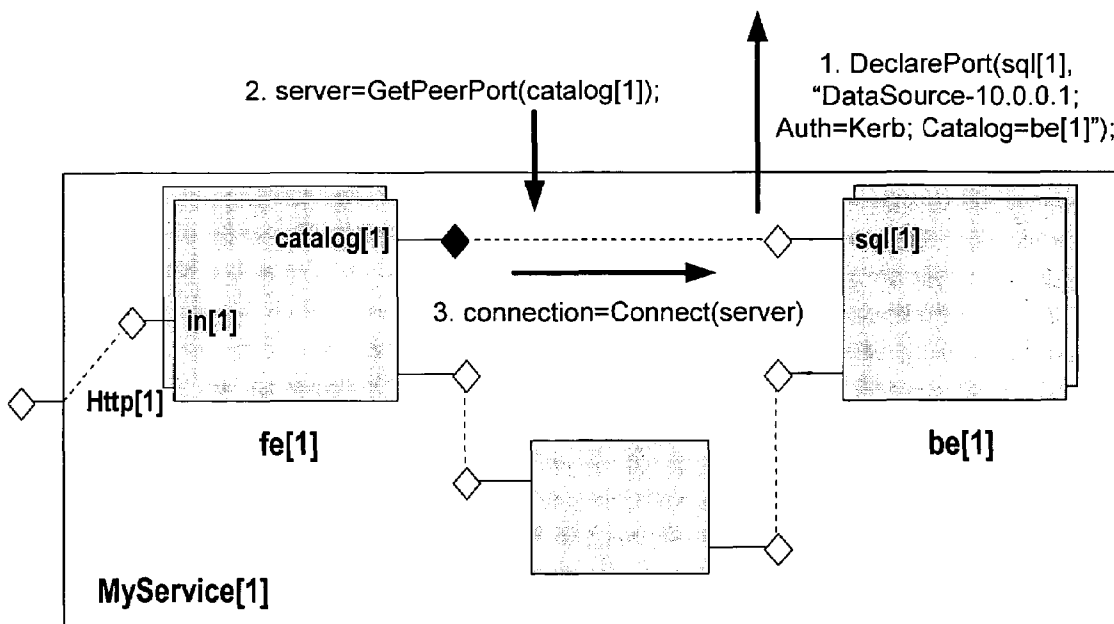 1. DeclarePort(sql[1],
“DataSource-10.0.0.1;
Auth=Kerb; Catalog=be[1]”);
2. server=GetPeerPort(catalog[1]);
catalog[1]
sql[1]
3. connection=Connect(server)
in[1]
Http[1]
fe[1]
be[1]
MyService[1]